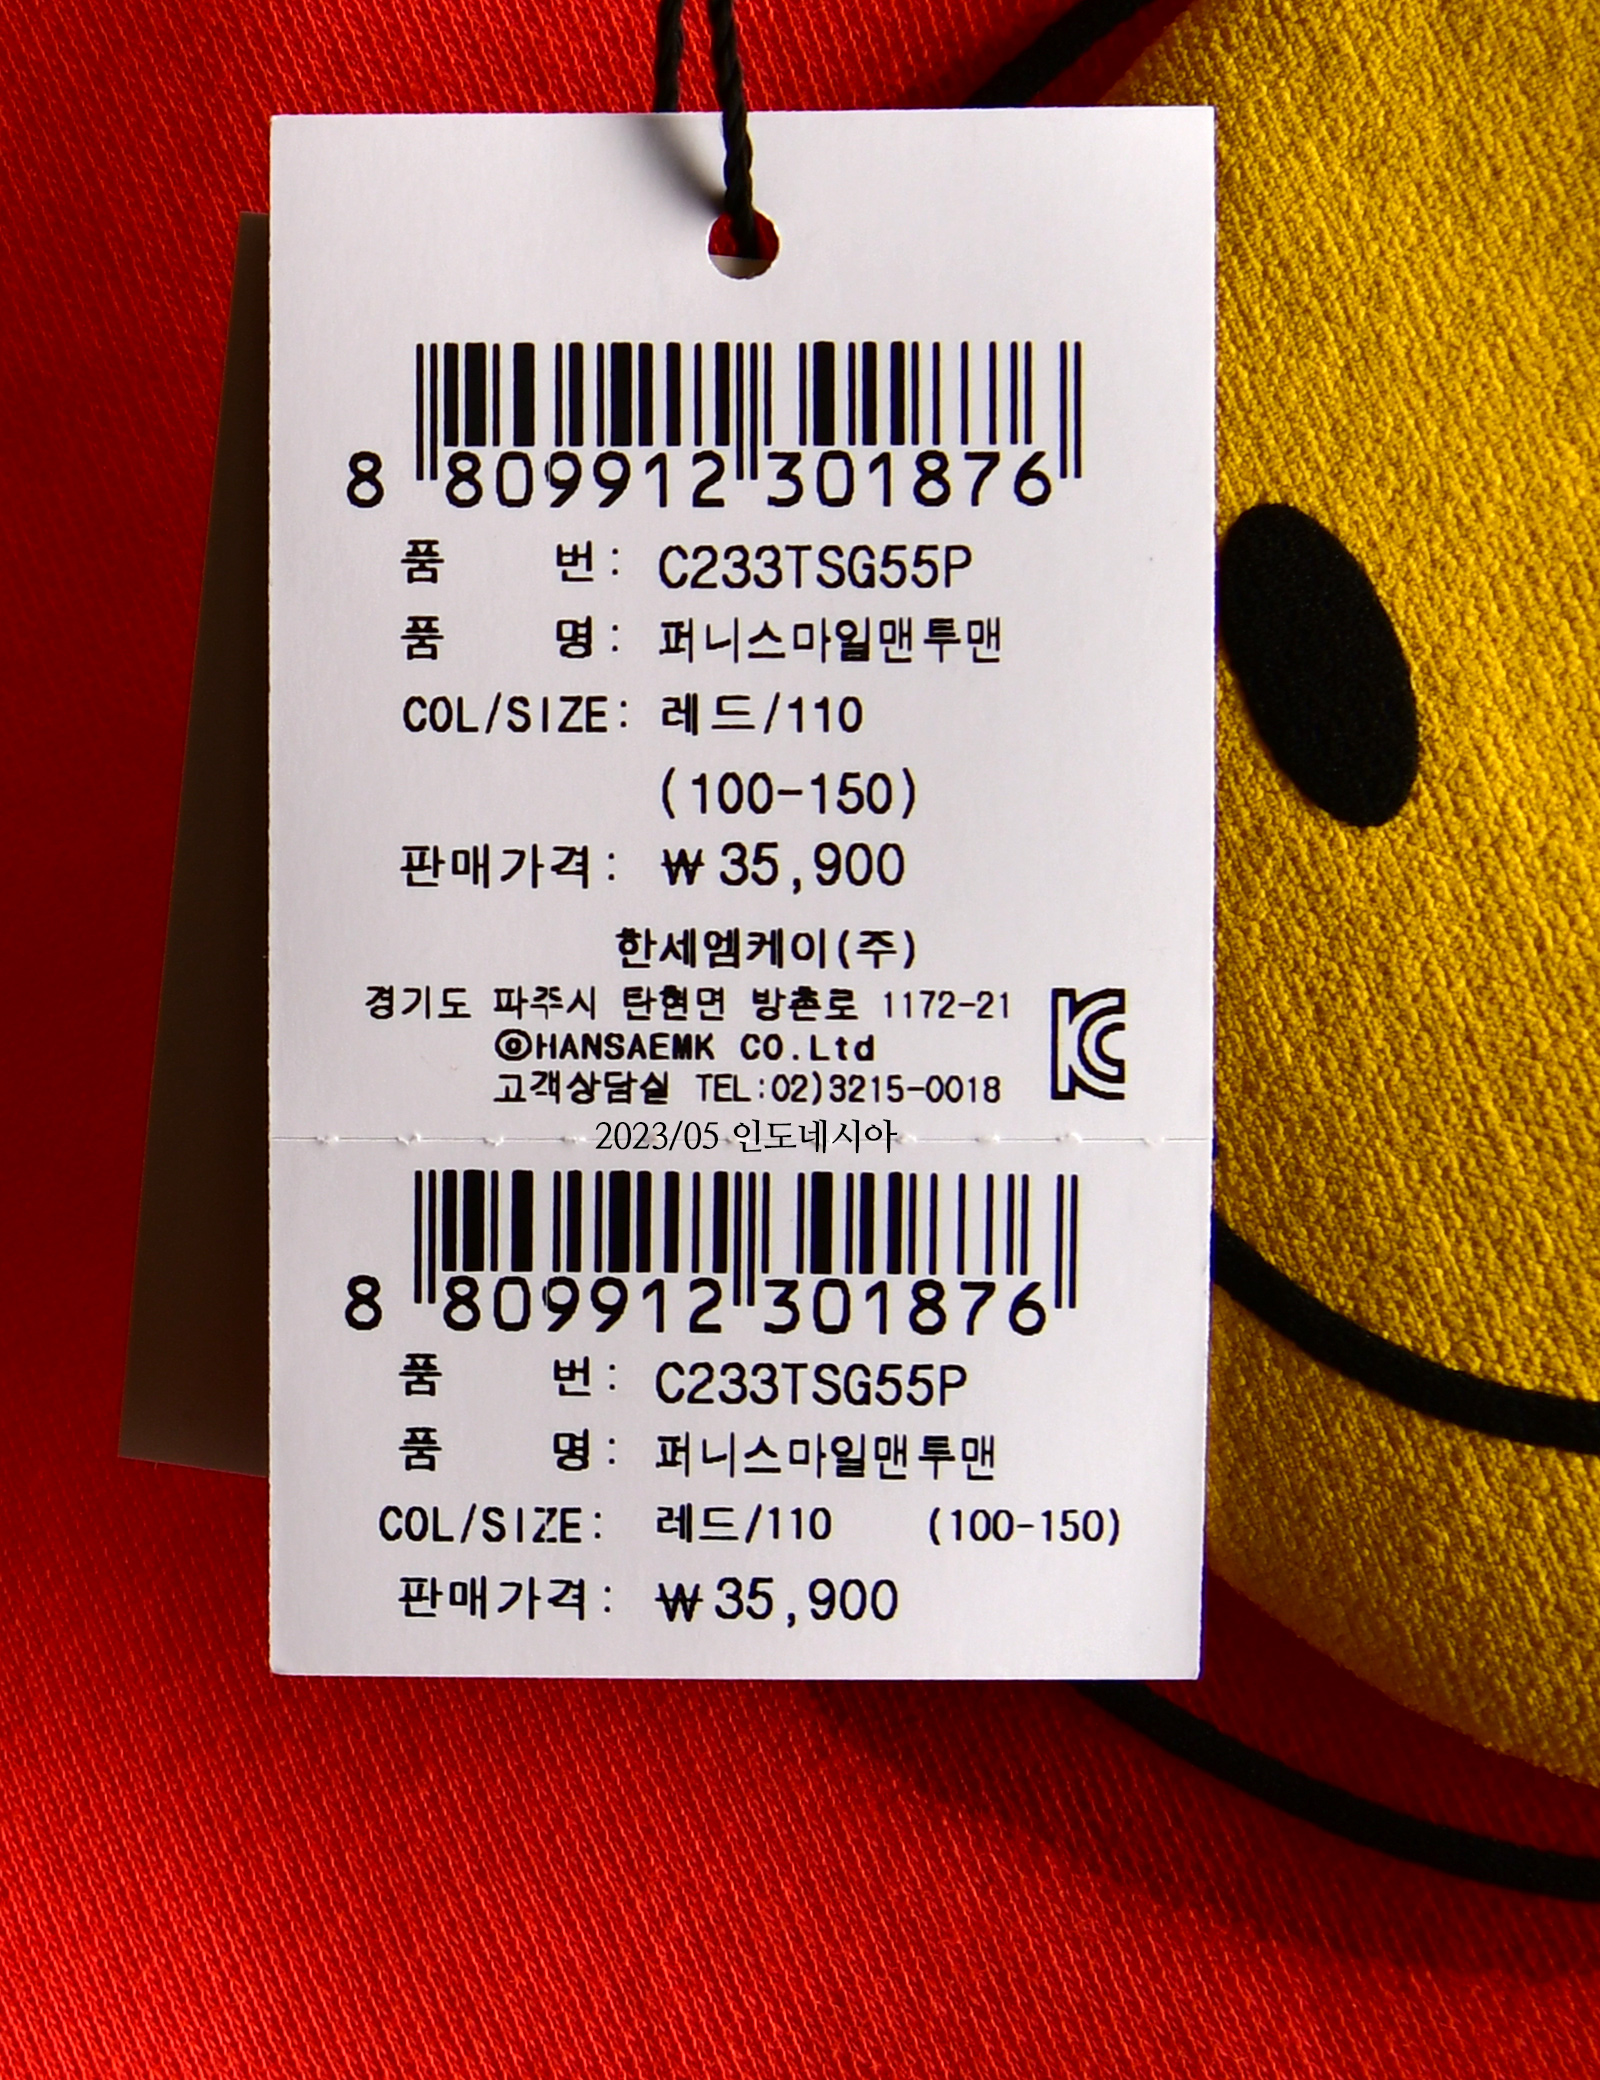 8 809912 301876
품 번: C233TSG55P
품 명: 퍼니스마일맨투맨
COL/SIZE: 레드/110
(100-150)
판매가격: ₩35,900
한세엠케이(주)
경기도 파주시 탄현면 방촌로 1172-21
©HANSAEMK CO.Ltd
고객상담실 TEL:02)3215-0018
KC
2023/05 인도네시아
8 809912 301876
품 번: C233TSG55P
품 명: 퍼니스마일맨투맨
COL/SIZE: 레드/110 (100-150)
판매가격: ₩35,900